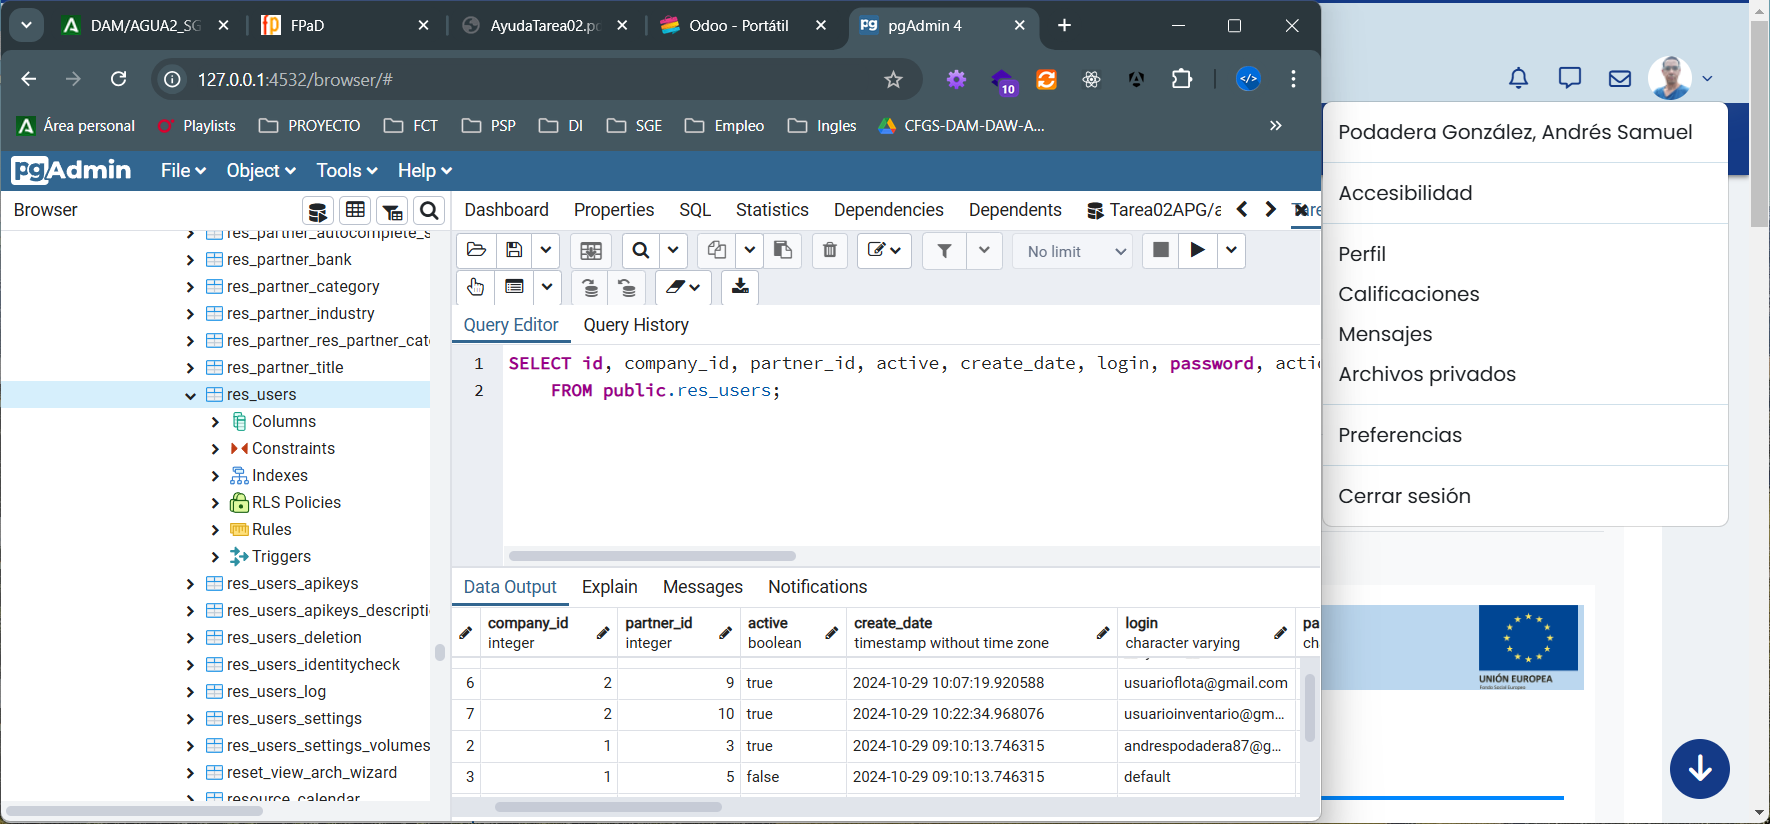 DAM/AGUA2_SG
FPaD
AyudaTarea02.pd
Odoo - Portátil
pgAdmin 4
127.0.0.1:4532/browser/#
10
Área personal
Playlists
PROYECTO
FCT
PSP
DI
SGE
Empleo
Ingles
CFGS-DAM-DAW-A...
pgAdmin
File
Object
Tools
Help
Browser
Dashboard
Properties
SQL
Statistics
Dependencies
Dependents
Tarea02APG/a
Tare
res_partner_autocomplete_s
res_partner_bank
res_partner_category
res_partner_industry
res_partner_res_partner_cat
res_partner_title
res_users
Columns
Constraints
Indexes
RLS Policies
Rules
Triggers
res_users_apikeys
res_users_apikeys_descripti
res_users_deletion
res_users_identitycheck
res_users_log
res_users_settings
res_users_settings_volumes
reset_view_arch_wizard
resource_calendar
No limit
Query Editor
Query History
1 SELECT id, company_id, partner_id, active, create_date, login, password, actio
2 FROM public.res_users;
Data Output
Explain
Messages
Notifications
company_id integer
partner_id integer
active boolean
create_date timestamp without time zone
login character varying
pa ch
6 2 9 true 2024-10-29 10:07:19.920588 usuarioflota@gmail.com
7 2 10 true 2024-10-29 10:22:34.968076 usuarioinventario@gm...
2 1 3 true 2024-10-29 09:10:13.746315 andrespodadera87@g...
3 1 5 false 2024-10-29 09:10:13.746315 default
Podadera González, Andrés Samuel
Accesibilidad
Perfil
Calificaciones
Mensajes
Archivos privados
Preferencias
Cerrar sesión
UNIÓN EUROPEA
Fondo Social Europeo